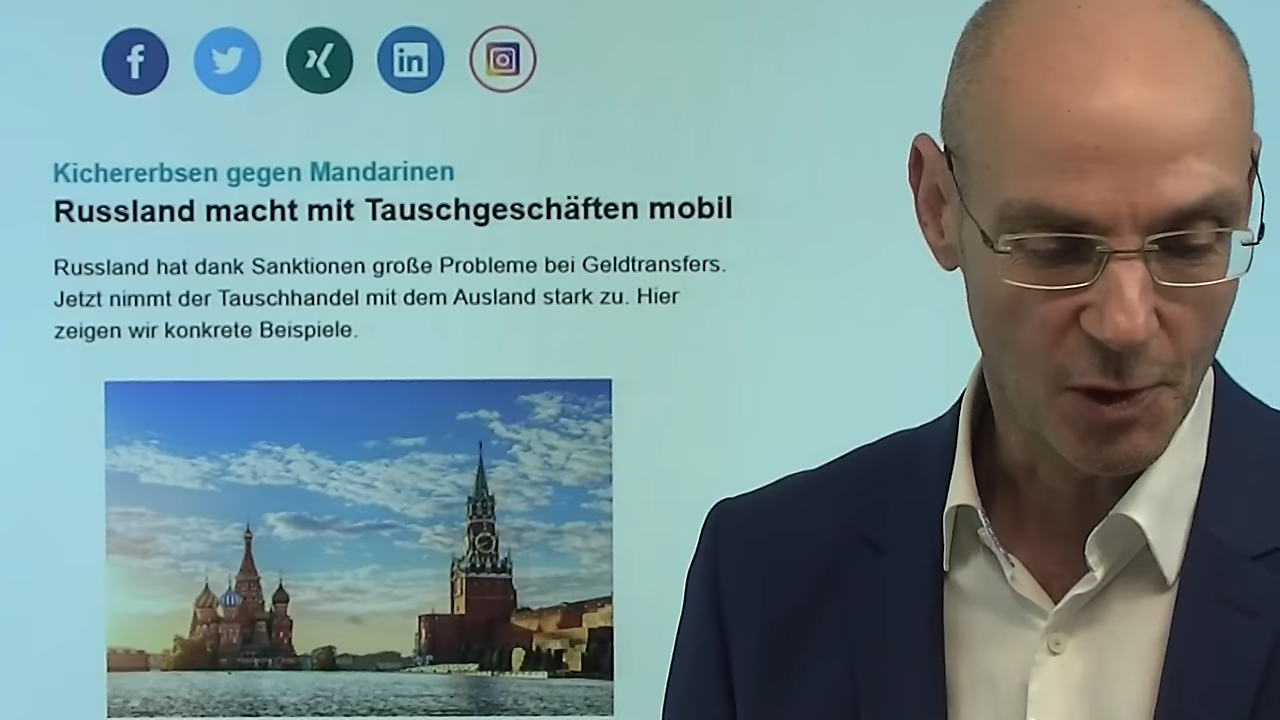 Kichererbsen gegen Mandarinen
Russland macht mit Tauschgeschäften mobil
Russland hat dank Sanktionen große Probleme bei Geldtransfers.
Jetzt nimmt der Tauschhandel mit dem Ausland stark zu. Hier
zeigen wir konkrete Beispiele.